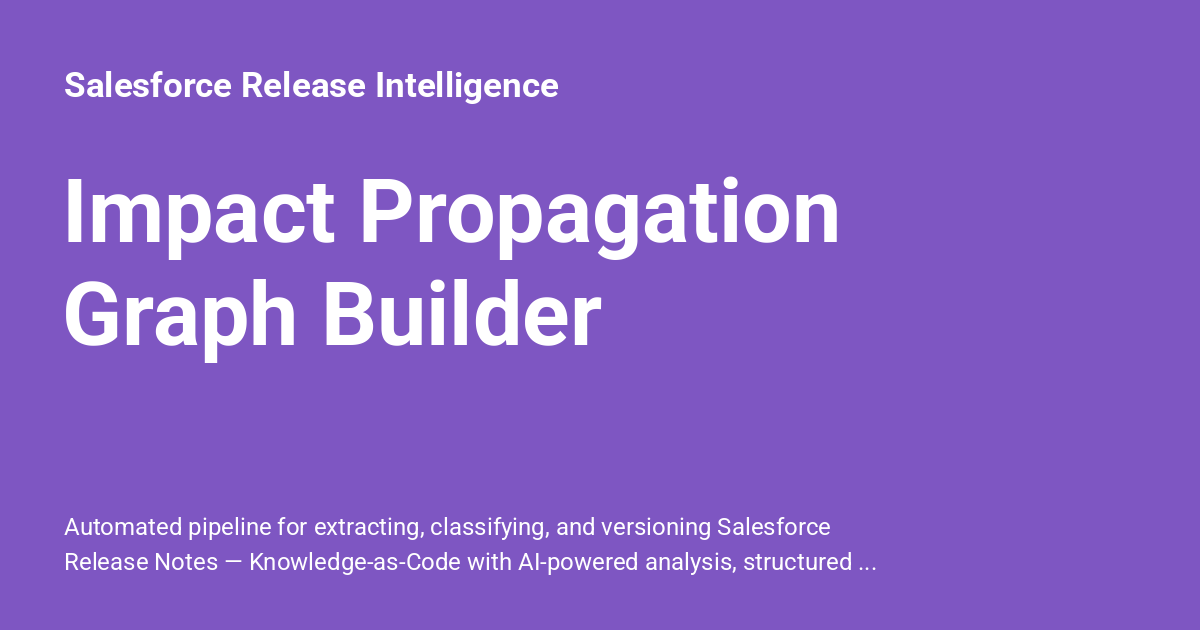 Salesforce Release Intelligence
Impact Propagation
Graph Builder
Automated pipeline for extracting, classifying, and versioning Salesforce
Release Notes — Knowledge-as-Code with AI-powered analysis, structured ...